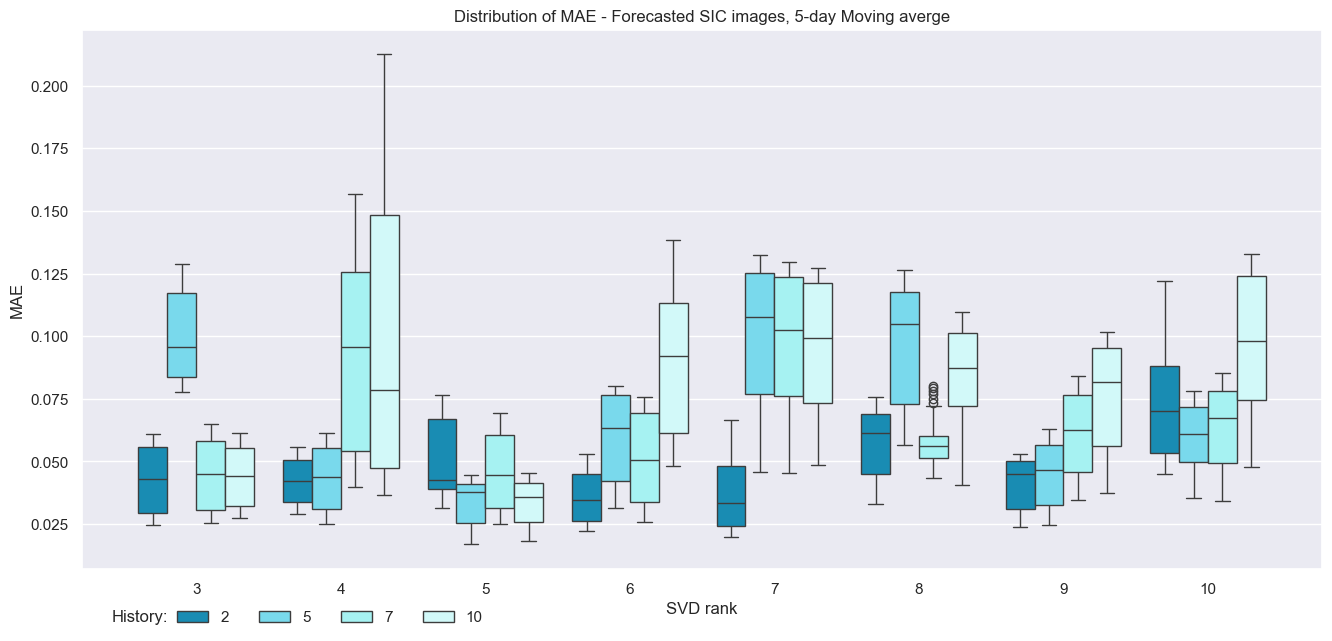 Distribution of MAE - Forecasted SIC images, 5-day Moving averge
0.200
0.175
0.150
0.125
0.100
0.075
0.050
0.025
MAE
3 4 5 6 7 8 9 10
SVD rank
History: 2 5 7 10